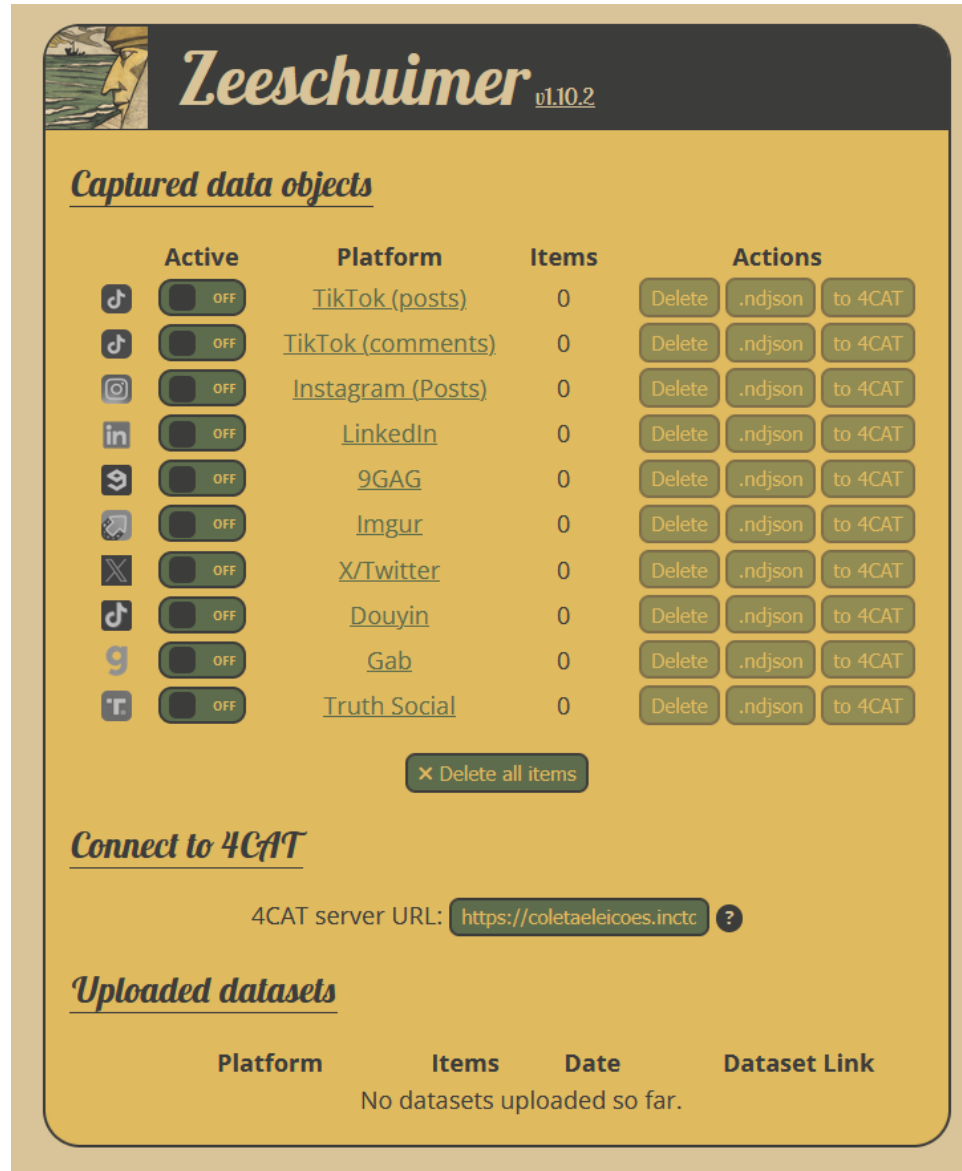 Zeeschuimer v1.10.2
Captured data objects
Active Platform Items Actions
OFF TikTok (posts) 0 Delete .ndjson to 4CAT
OFF TikTok (comments) 0 Delete .ndjson to 4CAT
OFF Instagram (Posts) 0 Delete .ndjson to 4CAT
in OFF LinkedIn 0 Delete .ndjson to 4CAT
OFF 9GAG 0 Delete .ndjson to 4CAT
OFF Imgur 0 Delete .ndjson to 4CAT
X OFF X/Twitter 0 Delete .ndjson to 4CAT
OFF Douyin 0 Delete .ndjson to 4CAT
g OFF Gab 0 Delete .ndjson to 4CAT
T. OFF Truth Social 0 Delete .ndjson to 4CAT
× Delete all items
Connect to 4CAT
4CAT server URL: https://coletaeleicoes.inctc ?
Uploaded datasets
Platform Items Date Dataset Link
No datasets uploaded so far.